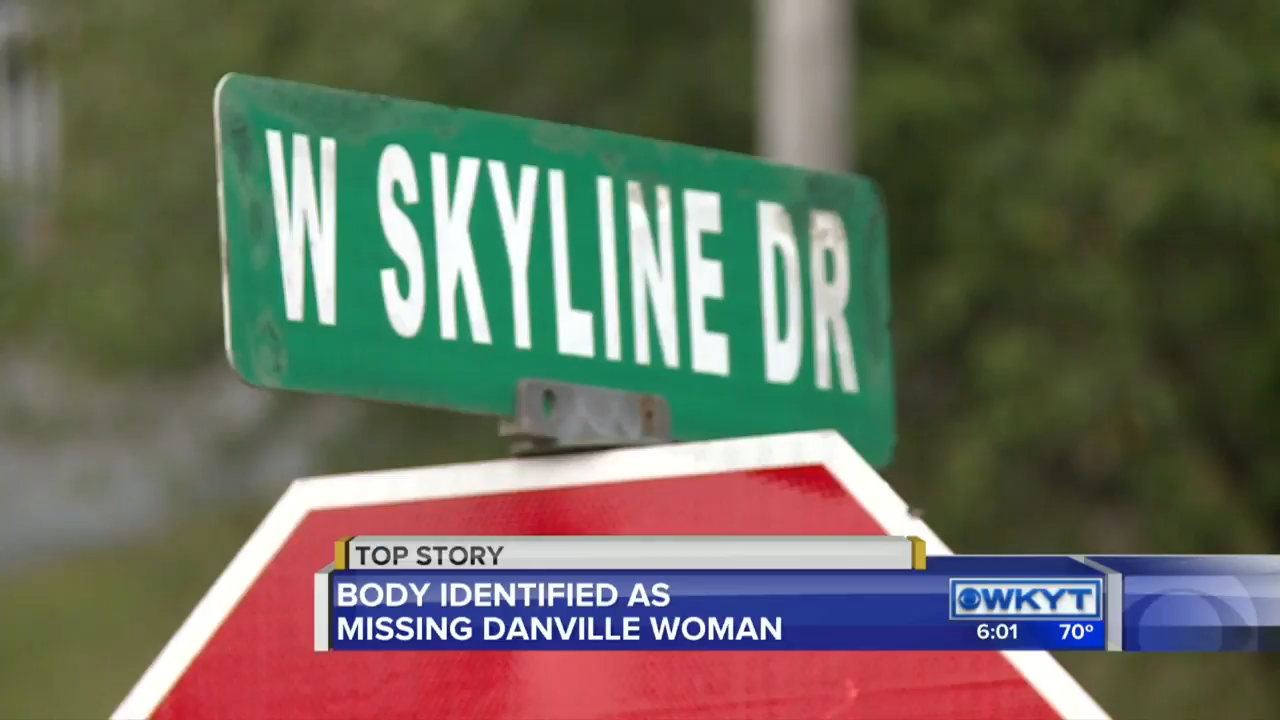 W SKYLINE DR
TOP STORY
BODY IDENTIFIED AS
MISSING DANVILLE WOMAN
WKYT
6:01 70°